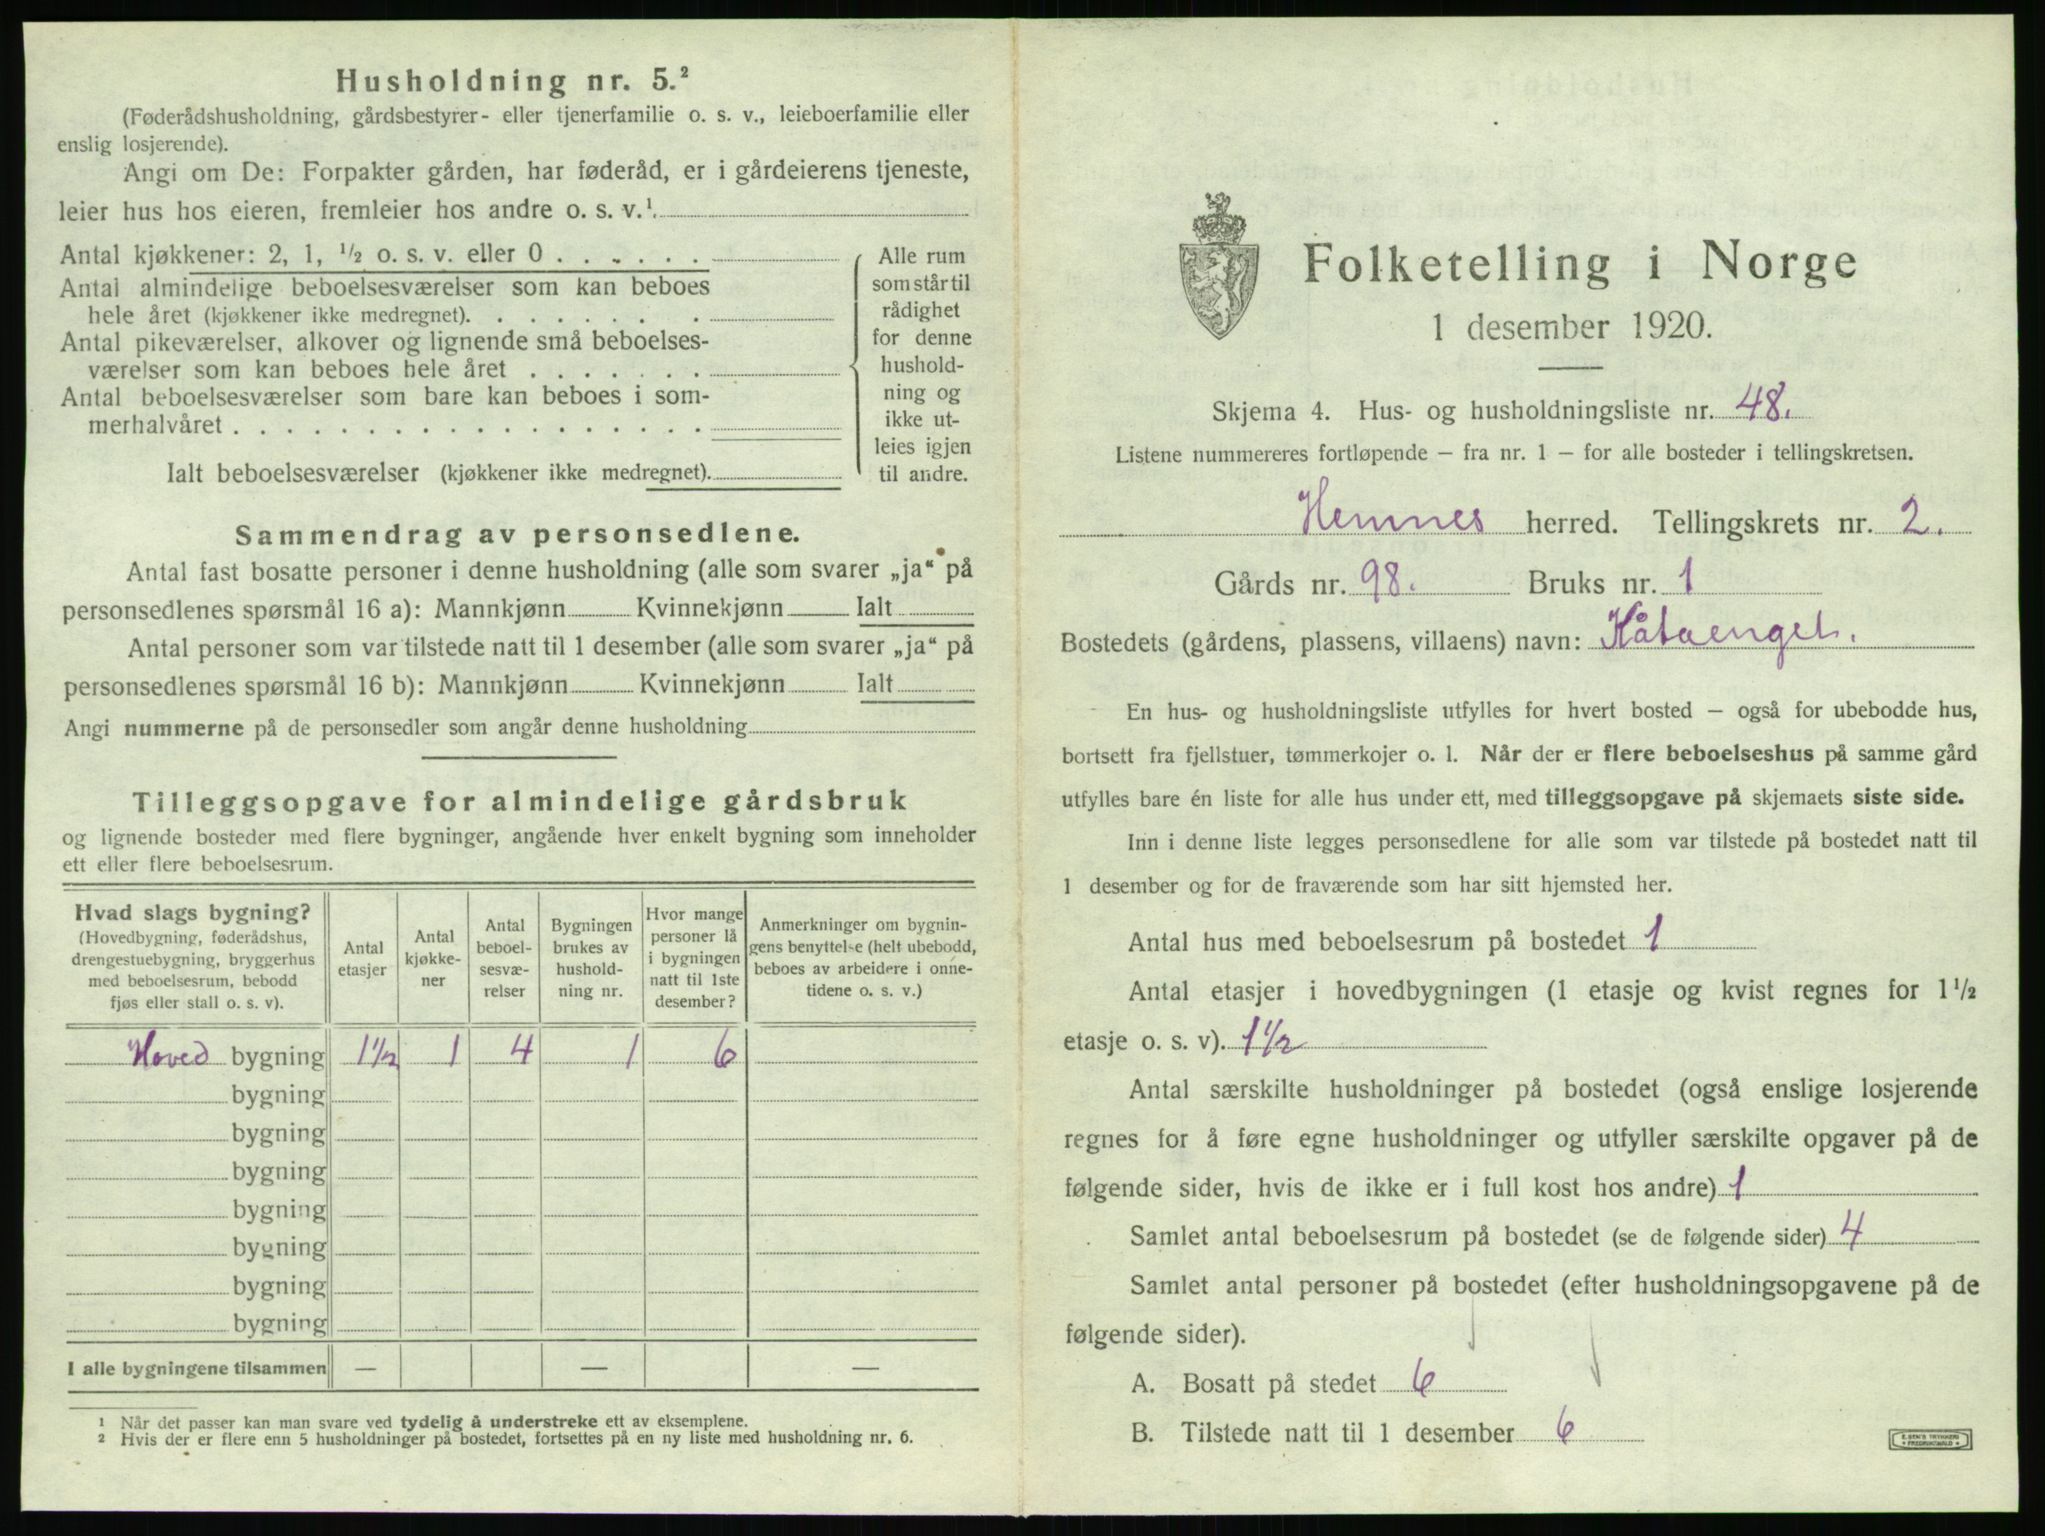 Husholdning nr. 5.²
(Føderådshusholdning, gårdsbestyrer- eller tjenerfamilie o. s. v., leieboerfamilie eller
enslig losjerende).
Angi om De: Forpakter gården, har føderåd, er i gårdeierens tjeneste,
leier hus hos eieren, fremleier hos andre o. s. v.¹.
Antal kjøkkener: 2, 1, ½ o. s. v. eller 0 . . . . . .
Antal almindelige beboelsesværelser som kan beboes
hele året (kjøkkener ikke medregnet). . . . . . . .
Antal pikeværelser, alkover og lignende små beboelses-
værelser som kan beboes hele året . . . . . . .
Antal beboelsesværelser som bare kan beboes i som-
merhalvåret . . . . . . . . . . . . . . . . . .
Ialt beboelsesværelser (kjøkkener ikke medregnet).
Alle rum
som står til
rådighet
for denne
hushold-
ning og
ikke ut-
leies igjen
til andre.
Sammendrag av personsedlene.
Antal fast bosatte personer i denne husholdning (alle som svarer „ja“ på
personsedlenes spørsmål 16 a): Mannkjønn Kvinnekjønn Ialt
Antal personer som var tilstede natt til 1 desember (alle som svarer „ja“ på
personsedlenes spørsmål 16 b): Mannkjønn Kvinnekjønn Ialt
Angi nummerne på de personsedler som angår denne husholdning
Tilleggsopgave for almindelige gårdsbruk
og lignende bosteder med flere bygninger, angående hver enkelt bygning som inneholder
ett eller flere beboelsesrum.
Hvad slags bygning?
(Hovedbygning, føderådshus,
drengestuebygning, bryggerhus
med beboelsesrum, bebodd
fjøs eller stall o. s. v).
Antal
etasjer
Antal
kjøkke-
ner
Antal
beboel-
sesvæ-
relser
Bygningen
brukes av
hushold-
ning nr.
Hvor mange
personer lå
i bygningen
natt til 1ste
desember?
Anmerkninger om bygnin-
gens benyttelse (helt ubebodd,
beboes av arbeidere i onne-
tidene o. s. v.)
Hoved bygning 1½ 1 4 1 6
bygning
bygning
bygning
bygning
bygning
bygning
bygning
I alle bygningene tilsammen — — —
¹ Når det passer kan man svare ved tydelig å understreke ett av eksemplene.
² Hvis der er flere enn 5 husholdninger på bostedet, fortsettes på en ny liste med husholdning nr. 6.
Folketelling i Norge
1 desember 1920.
Skjema 4. Hus- og husholdningsliste nr. 48.
Listene nummereres fortløpende — fra nr. 1 — for alle bosteder i tellingskretsen.
Hemnes herred. Tellingskrets nr. 2.
Gårds nr. 98. Bruks nr. 1
Bostedets (gårdens, plassens, villaens) navn: Kåtaenget.
En hus- og husholdningsliste utfylles for hvert bosted — også for ubebodde hus,
bortsett fra fjellstuer, tømmerkojer o. l. Når der er flere beboelseshus på samme gård
utfylles bare én liste for alle hus under ett, med tilleggsopgave på skjemaets siste side.
Inn i denne liste legges personsedlene for alle som var tilstede på bostedet natt til
1 desember og for de fraværende som har sitt hjemsted her.
Antal hus med beboelsesrum på bostedet 1
Antal etasjer i hovedbygningen (1 etasje og kvist regnes for 1½
etasje o. s. v). 1½
Antal særskilte husholdninger på bostedet (også enslige losjerende
regnes for å føre egne husholdninger og utfyller særskilte opgaver på de
følgende sider, hvis de ikke er i full kost hos andre) 1
Samlet antal beboelsesrum på bostedet (se de følgende sider) 4
Samlet antal personer på bostedet (efter husholdningsopgavene på de
følgende sider).
A. Bosatt på stedet 6
B. Tilstede natt til 1 desember 6